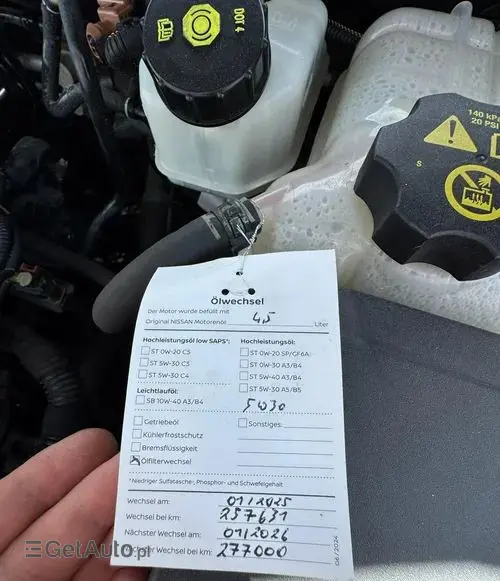 DOT 4
140 kPa
20 PSI
S
Ölwechsel
Der Motor wurde befüllt mit
Original NISSAN Motorenöl 4,5 Liter
Hochleistungsöl low SAPS*: Hochleistungsöl:
ST 0W-20 C5 ST 0W-20 SP/GF6A
ST 5W-30 C3 ST 0W-30 A3/B4
ST 5W-30 C4 ST 5W-40 A3/B4
ST 5W-30 A5/B5
Leichtlauföl:
SB 10W-40 A3/B4 5W30
Getriebeöl Sonstiges:
Kühlerfrostschutz
Bremsflüssigkeit
Ölfilterwechsel
*Niedriger Sulfatasche-, Phosphor- und Schwefelgehalt
Wechsel am: 01/2025
Wechsel bei km: 257631
Nächster Wechsel am: 01/2026
Wechsel bei km: 277000
06/2024
GetAuto.pl